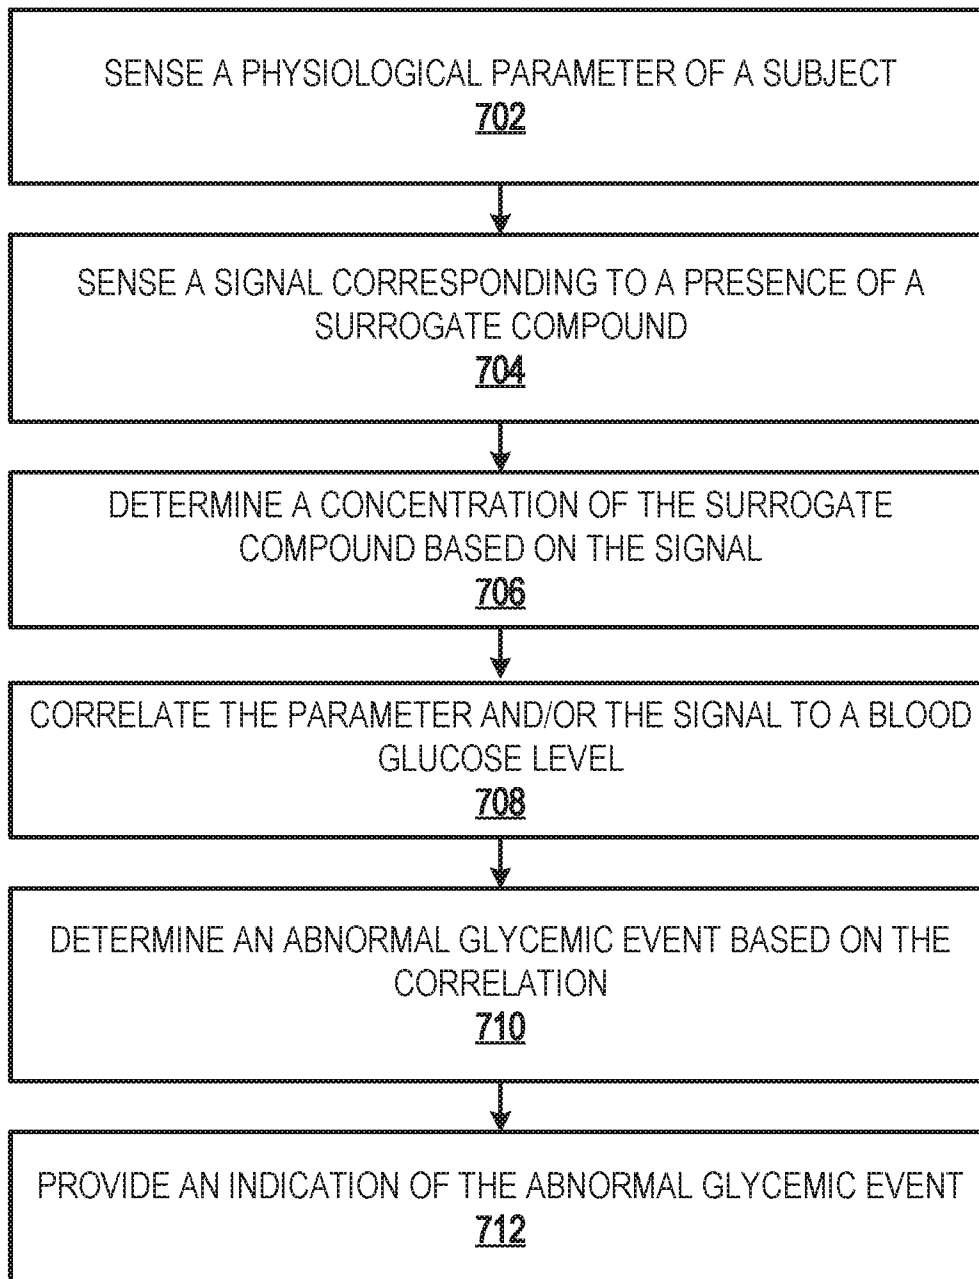 SENSE A PHYSIOLOGICAL PARAMETER OF A SUBJECT
702
SENSE A SIGNAL CORRESPONDING TO A PRESENCE OF A
SURROGATE COMPOUND
704
DETERMINE A CONCENTRATION OF THE SURROGATE
COMPOUND BASED ON THE SIGNAL
706
CORRELATE THE PARAMETER AND/OR THE SIGNAL TO A BLOOD
GLUCOSE LEVEL
708
DETERMINE AN ABNORMAL GLYCEMIC EVENT BASED ON THE
CORRELATION
710
PROVIDE AN INDICATION OF THE ABNORMAL GLYCEMIC EVENT
712